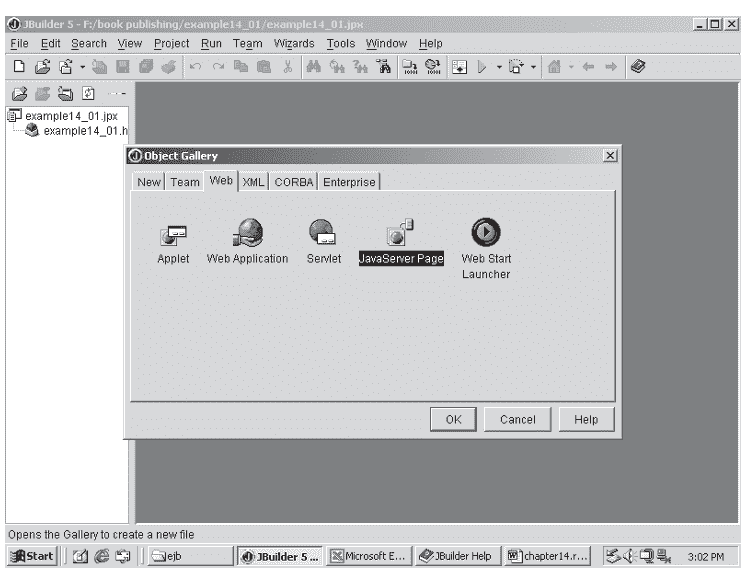 JBuilder 5 - F:/book publishing/example14_01/example14_01.jpx
File Edit Search View Project Run Team Wizards Tools Window Help
example14_01.jpx
example14_01.h
Object Gallery
New Team Web XML CORBA Enterprise
Applet Web Application Servlet JavaServer Page Web Start Launcher
OK Cancel Help
Opens the Gallery to create a new file
Start ejb JBuilder 5 ... Microsoft E... JBuilder Help chapter14.r... 3:02 PM